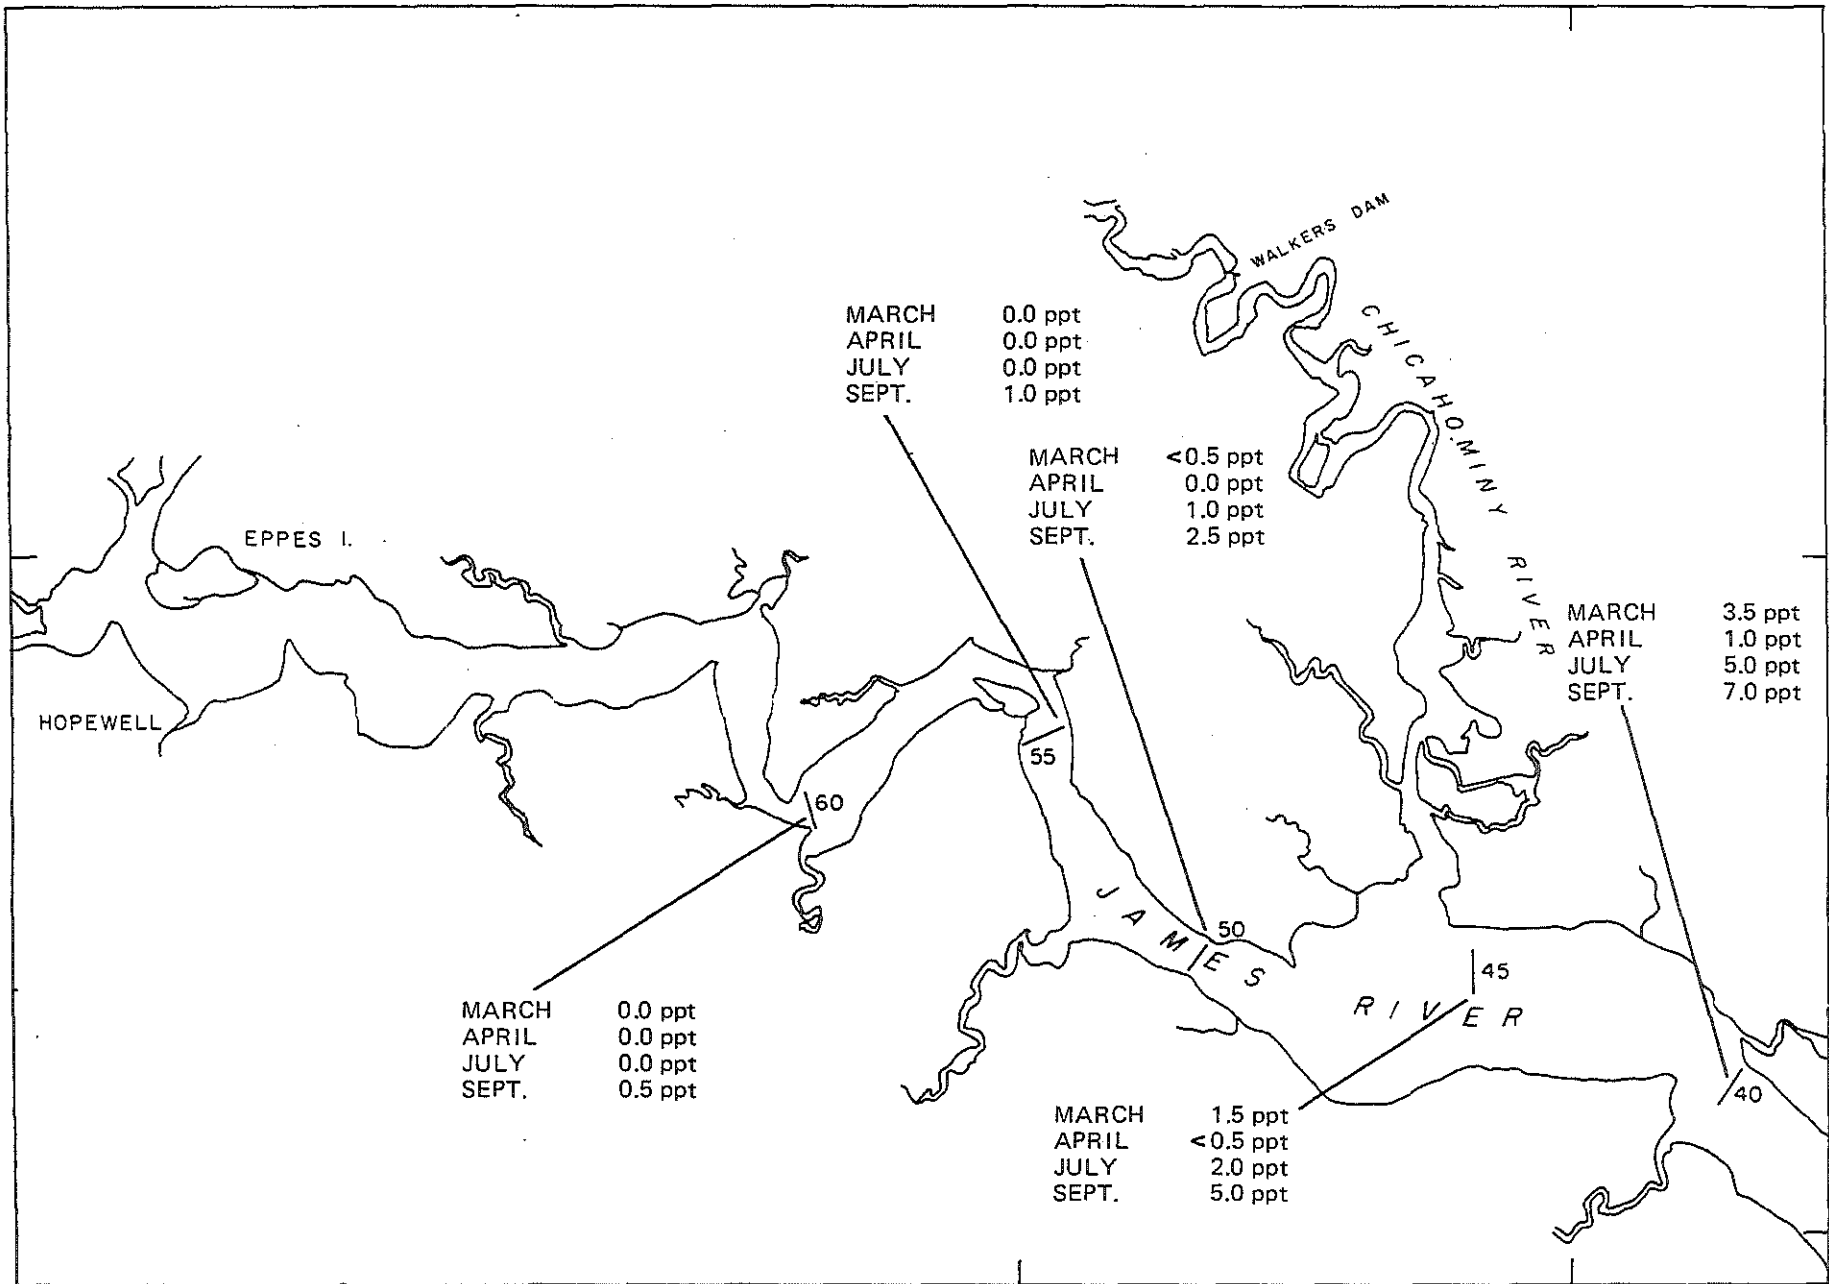 WALKERS DAM
CHICAHOMINY RIVER
MARCH 0.0 ppt
APRIL 0.0 ppt
JULY 0.0 ppt
SEPT. 1.0 ppt
MARCH <0.5 ppt
APRIL 0.0 ppt
JULY 1.0 ppt
SEPT. 2.5 ppt
EPPES I.
MARCH 3.5 ppt
APRIL 1.0 ppt
JULY 5.0 ppt
SEPT. 7.0 ppt
HOPEWELL
55
60
50
JAMES RIVER
45
40
MARCH 0.0 ppt
APRIL 0.0 ppt
JULY 0.0 ppt
SEPT. 0.5 ppt
MARCH 1.5 ppt
APRIL <0.5 ppt
JULY 2.0 ppt
SEPT. 5.0 ppt